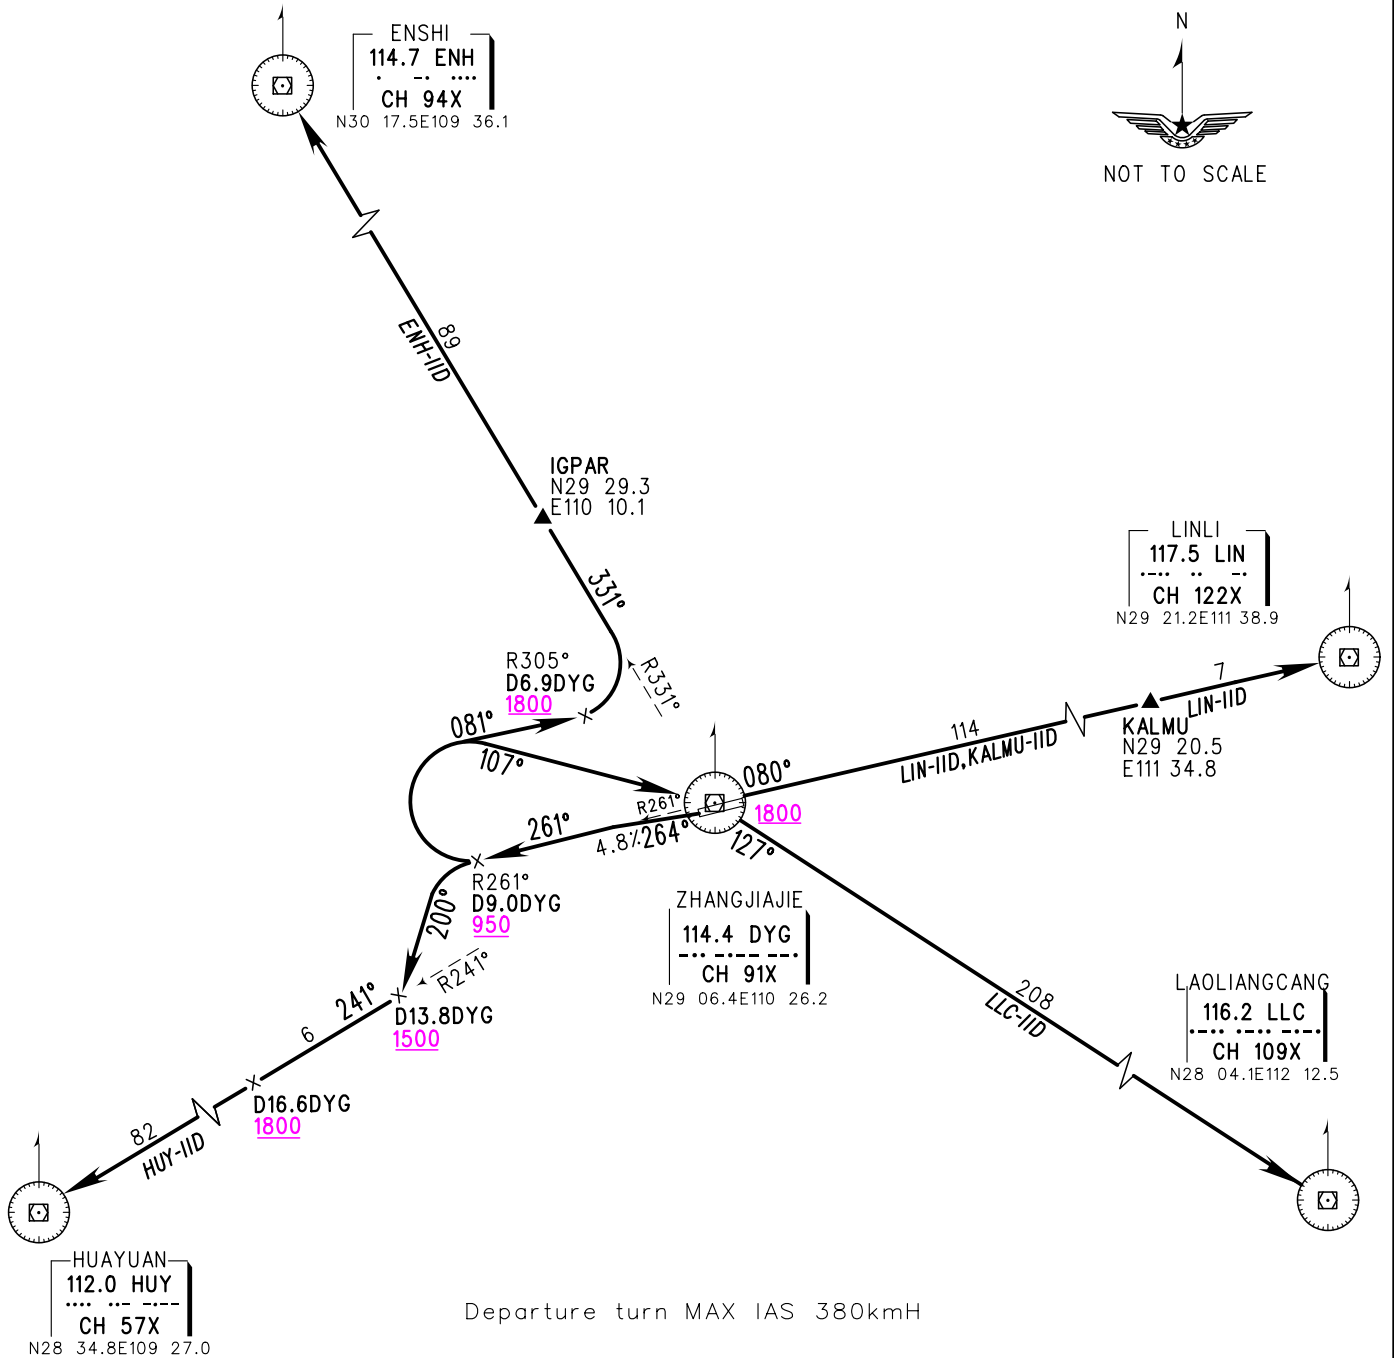 ENSHI
114.7 ENH
CH 94X
N30 17.5E109 36.1
N
NOT TO SCALE
89
ENH-IID
IGPAR
N29 29.3
E110 10.1
331°
LINLI
117.5 LIN
CH 122X
N29 21.2E111 38.9
R305°
D6.9DYG
1800
R331°
081°
107°
7
LIN-IID
KALMU
N29 20.5
E111 34.8
114
LIN-IID,KALMU-IID
080°
1800
R261°
261°
4.8%
264°
127°
R261°
D9.0DYG
950
200°
ZHANGJIAJIE
114.4 DYG
CH 91X
N29 06.4E110 26.2
R241°
241°
D13.8DYG
1500
6
D16.6DYG
1800
82
HUY-IID
208
LLC-IID
LAOLIANGCANG
116.2 LLC
CH 109X
N28 04.1E112 12.5
HUAYUAN
112.0 HUY
CH 57X
N28 34.8E109 27.0
Departure turn MAX IAS 380kmH